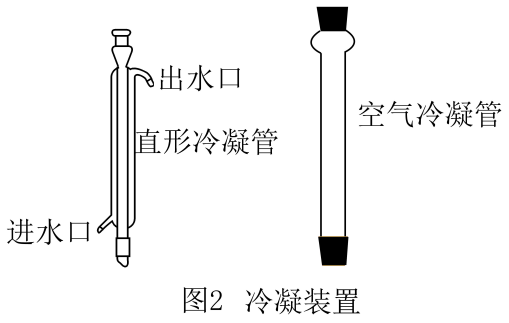 出水口
直形冷凝管
进水口
空气冷凝管
图2 冷凝装置